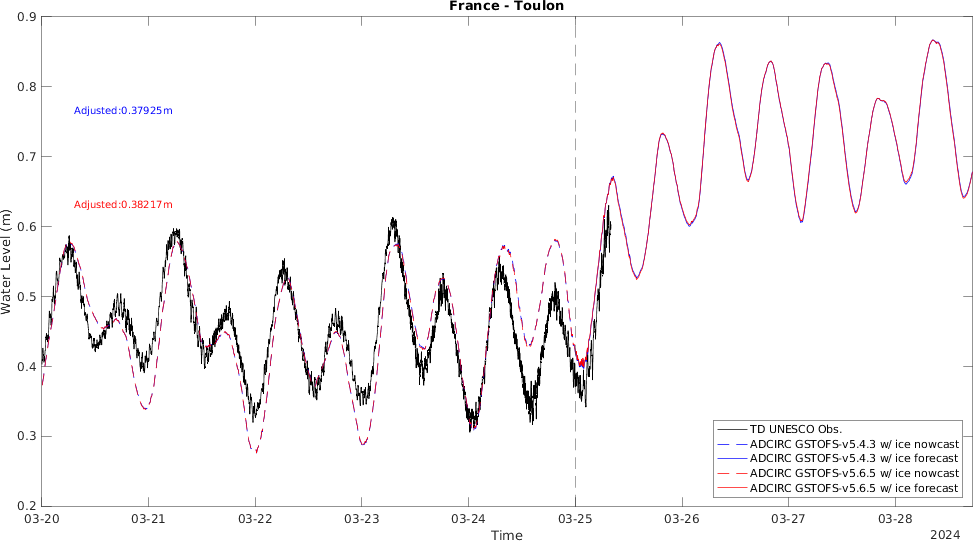 France - Toulon
0.9
0.8
0.7
0.6
0.5
0.4
0.3
0.2
Water Level (m)
Adjusted:0.37925m
Adjusted:0.38217m
TD UNESCO Obs.
ADCIRC GSTOFS-v5.4.3 w/ ice nowcast
ADCIRC GSTOFS-v5.4.3 w/ ice forecast
ADCIRC GSTOFS-v5.6.5 w/ ice nowcast
ADCIRC GSTOFS-v5.6.5 w/ ice forecast
03-20 03-21 03-22 03-23 03-24 03-25 03-26 03-27 03-28
Time
2024